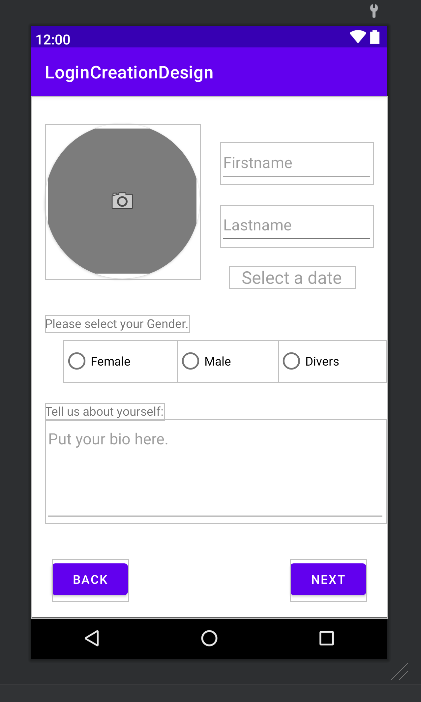 12:00
LoginCreationDesign
Firstname
Lastname
Select a date
Please select your Gender.
Female Male Divers
Tell us about yourself:
Put your bio here.
BACK NEXT